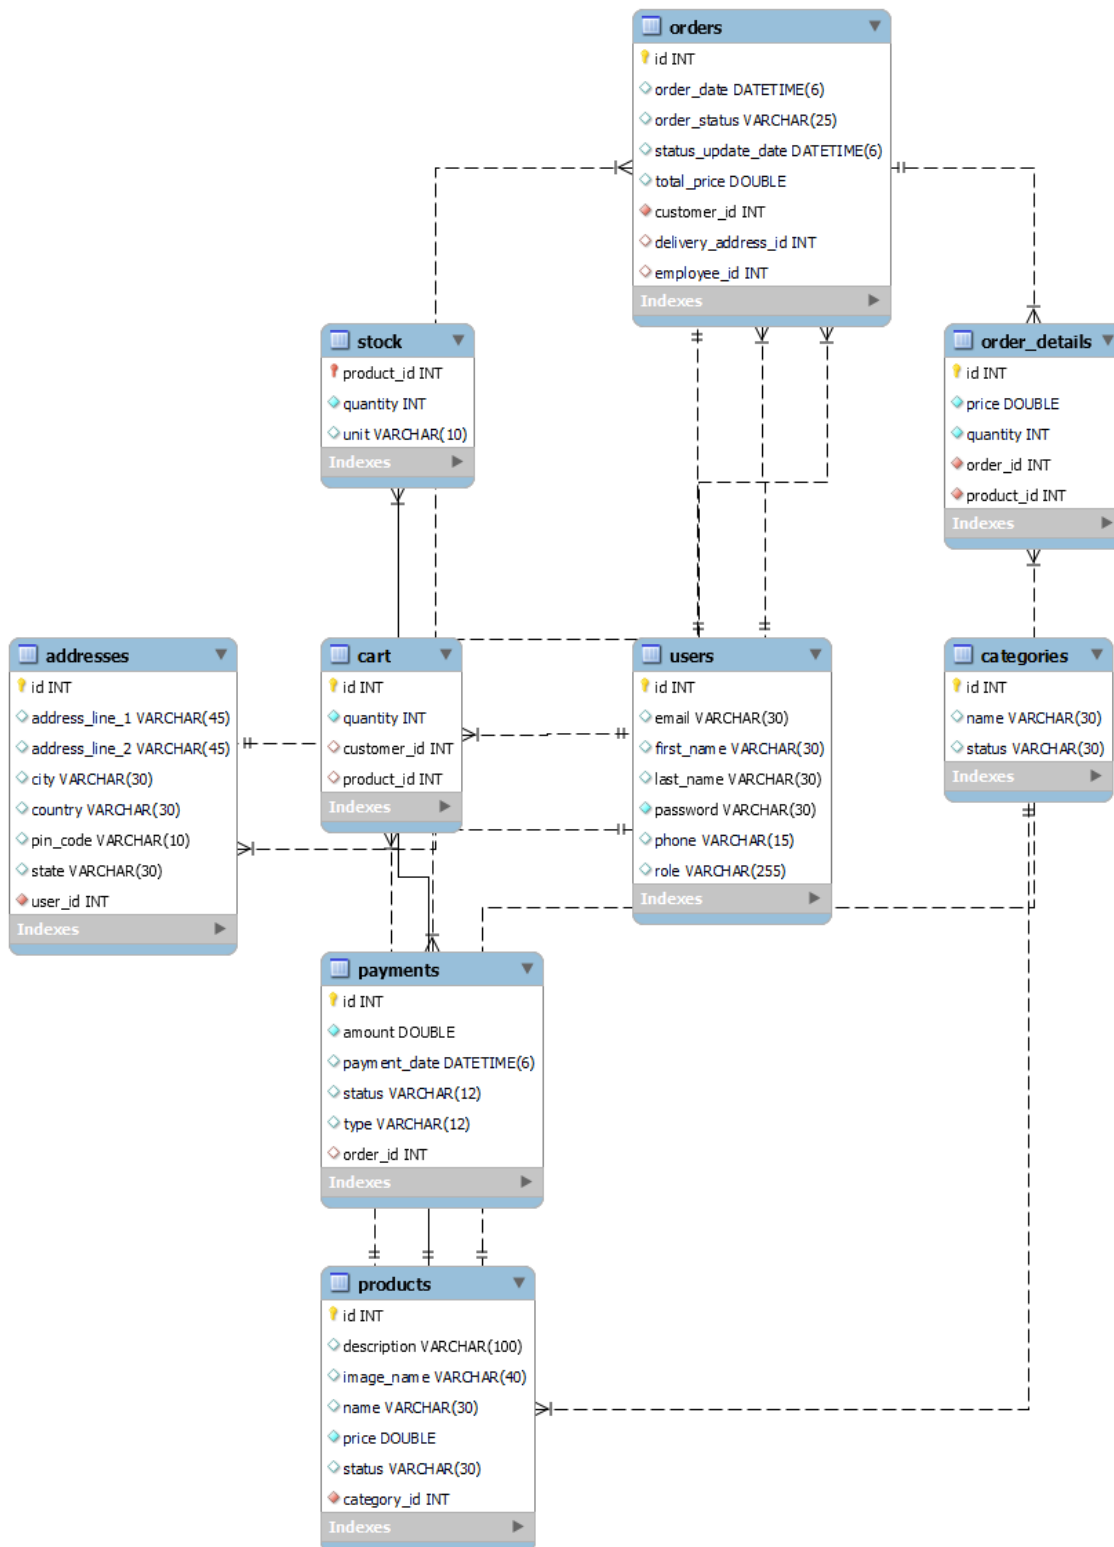 orders
id INT
order_date DATETIME(6)
order_status VARCHAR(25)
status_update_date DATETIME(6)
total_price DOUBLE
customer_id INT
delivery_address_id INT
employee_id INT
Indexes
stock
product_id INT
quantity INT
unit VARCHAR(10)
Indexes
order_details
id INT
price DOUBLE
quantity INT
order_id INT
product_id INT
Indexes
addresses
id INT
address_line_1 VARCHAR(45)
address_line_2 VARCHAR(45)
city VARCHAR(30)
country VARCHAR(30)
pin_code VARCHAR(10)
state VARCHAR(30)
user_id INT
Indexes
cart
id INT
quantity INT
customer_id INT
product_id INT
Indexes
users
id INT
email VARCHAR(30)
first_name VARCHAR(30)
last_name VARCHAR(30)
password VARCHAR(30)
phone VARCHAR(15)
role VARCHAR(255)
Indexes
categories
id INT
name VARCHAR(30)
status VARCHAR(30)
Indexes
payments
id INT
amount DOUBLE
payment_date DATETIME(6)
status VARCHAR(12)
type VARCHAR(12)
order_id INT
Indexes
products
id INT
description VARCHAR(100)
image_name VARCHAR(40)
name VARCHAR(30)
price DOUBLE
status VARCHAR(30)
category_id INT
Indexes